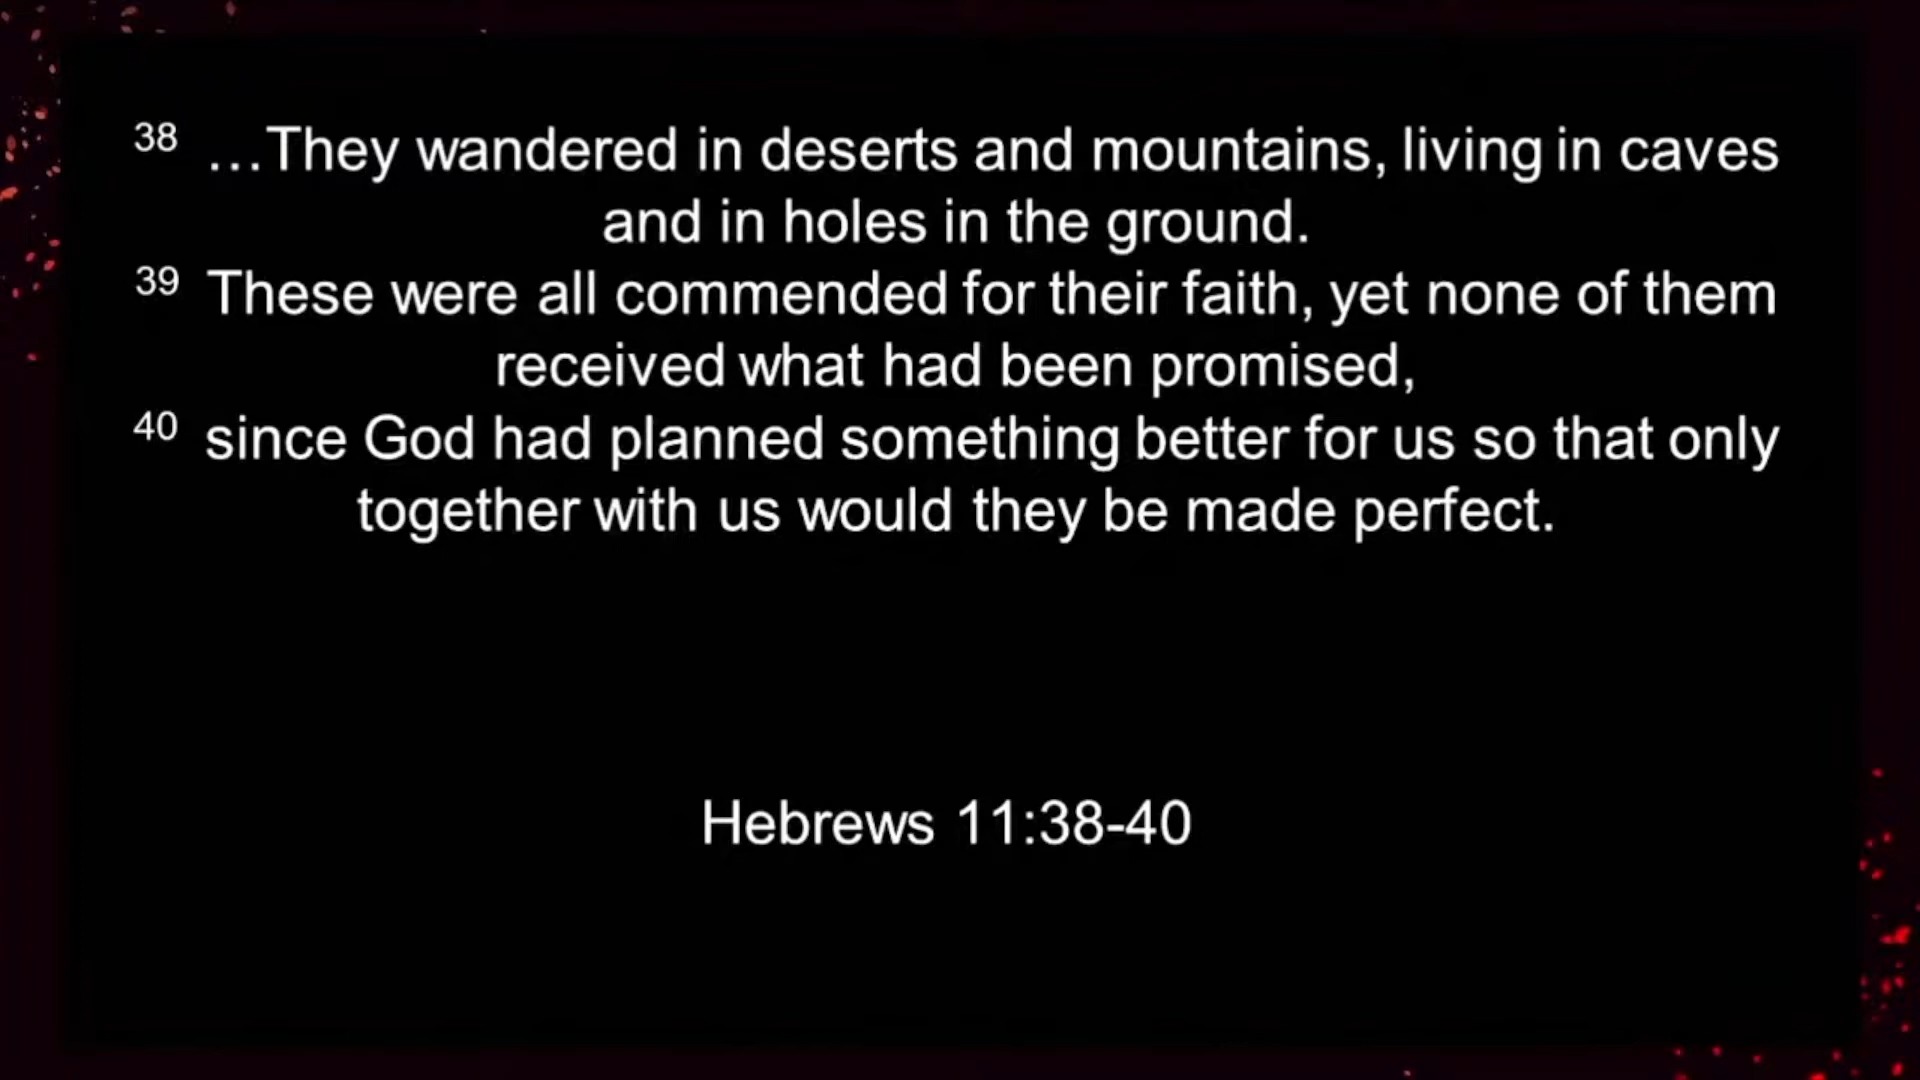 38 …They wandered in deserts and mountains, living in caves
and in holes in the ground.
39 These were all commended for their faith, yet none of them
received what had been promised,
40 since God had planned something better for us so that only
together with us would they be made perfect.
Hebrews 11:38-40